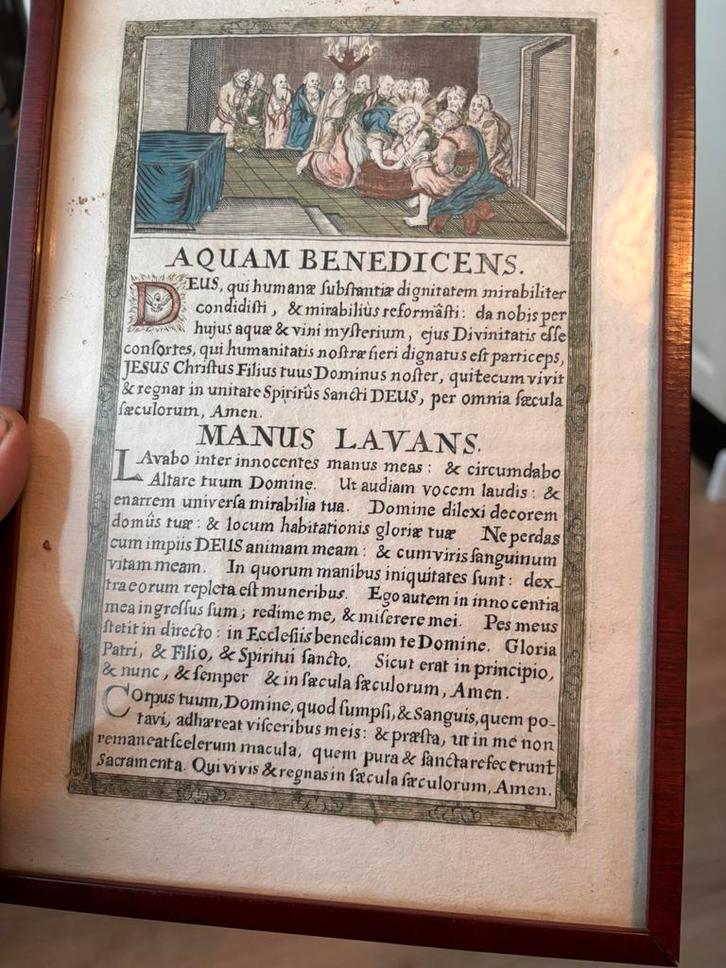 AQUAM BENEDICENS.
DEUS, qui humanæ ſubſtantiæ dignitatem mirabiliter
condidiſti, & mirabiliùs reformâſti: da nobis per
hujus aquæ & vini myſterium, ejus Divinitatis eſſe
conſortes, qui humanitatis noſtræ fieri dignatus eſt particeps,
JESUS Chriſtus Filius tuus Dominus noſter, qui tecum vivit
& regnat in unitate Spiritûs Sancti DEUS, per omnia ſæcula
ſæculorum, Amen.
MANUS LAVANS.
LAvabo inter innocentes manus meas: & circumdabo
Altare tuum Domine. Ut audiam vocem laudis: &
enarrem univerſa mirabilia tua. Domine dilexi decorem
domûs tuæ: & locum habitationis gloriæ tuæ Ne perdas
cum impiis DEUS animam meam: & cum viris ſanguinum
vitam meam. In quorum manibus iniquitates ſunt: dex-
tra eorum repleta eſt muneribus. Ego autem in innocentia
mea ingreſſus ſum; redime me, & miſerere mei. Pes meus
ſtetit in directo: in Eccleſiis benedicam te Domine. Gloria
Patri, & Filio, & Spiritui ſancto. Sicut erat in principio,
& nunc, & ſemper & in ſæcula ſæculorum, Amen.
COrpus tuum, Domine, quod ſumpſi, & Sanguis, quem po-
tavi, adhæreat viſceribus meis: & præſta, ut in me non
remaneat ſcelerum macula, quem pura & ſancta refecerunt
Sacramenta. Qui vivis & regnas in ſæcula ſæculorum, Amen.